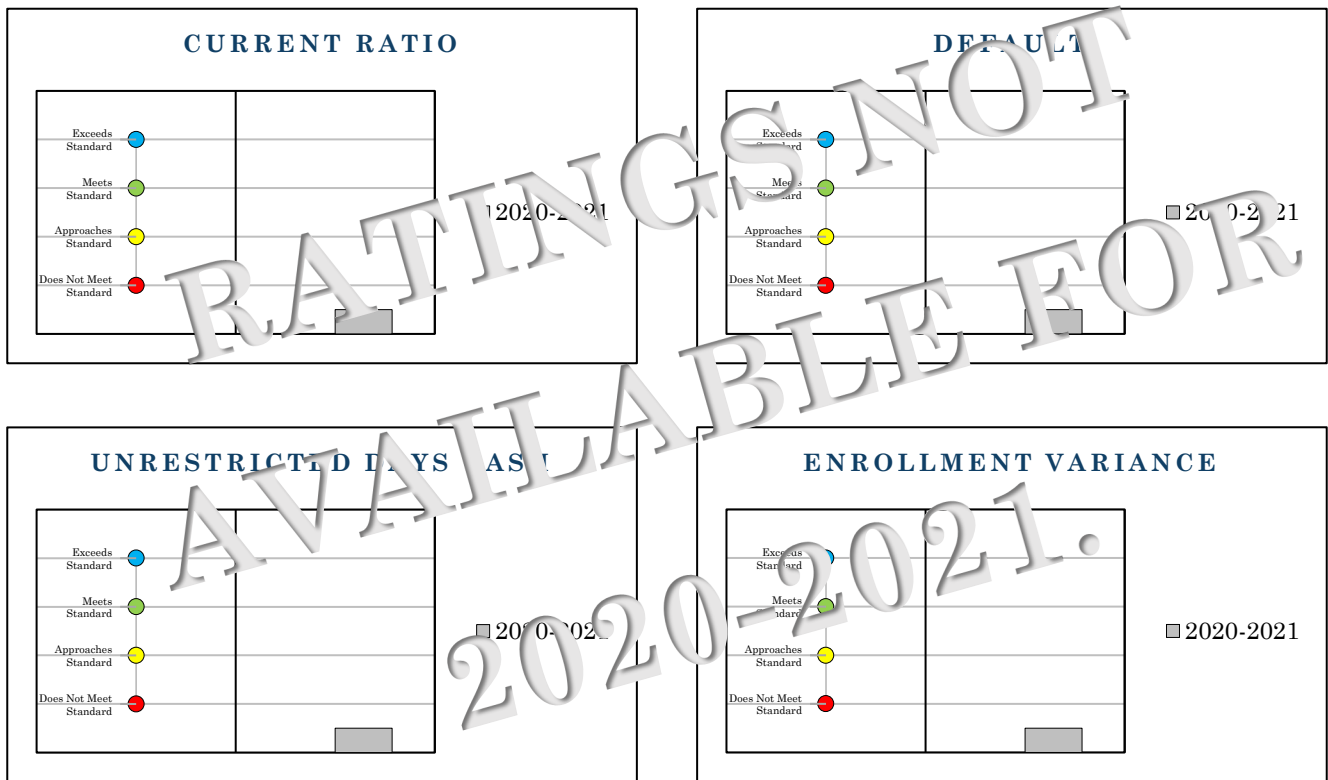 CURRENT RATIO
Exceeds
Standard
Meets
Standard
Approaches
Standard
Does Not Meet
Standard
2020-2021
DEFAULT
Exceeds
Standard
Meets
Standard
Approaches
Standard
Does Not Meet
Standard
2020-2021
UNRESTRICTED DAYS CASH
Exceeds
Standard
Meets
Standard
Approaches
Standard
Does Not Meet
Standard
2020-2021
ENROLLMENT VARIANCE
Exceeds
Standard
Meets
Standard
Approaches
Standard
Does Not Meet
Standard
2020-2021
RATINGS NOT
AVAILABLE FOR
2020-2021.